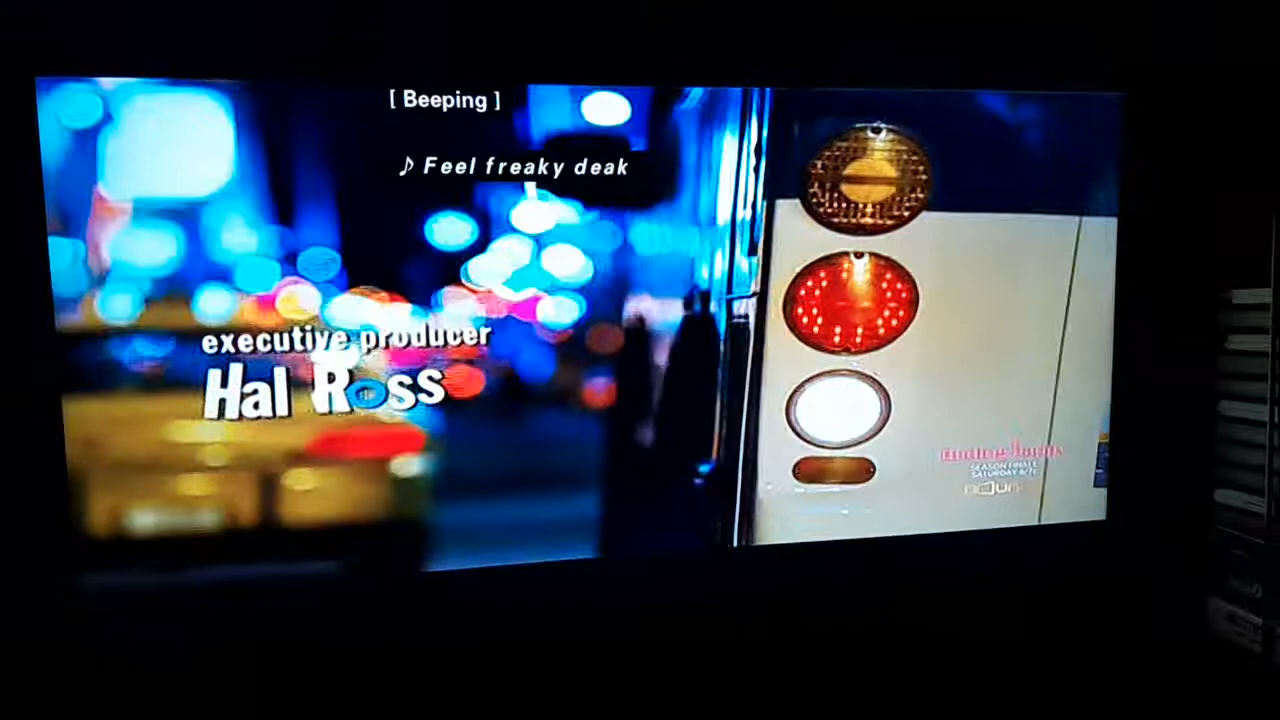 [ Beeping ]
♪ Feel freaky deak
executive producer
Hal Ross
SEASON FINALE